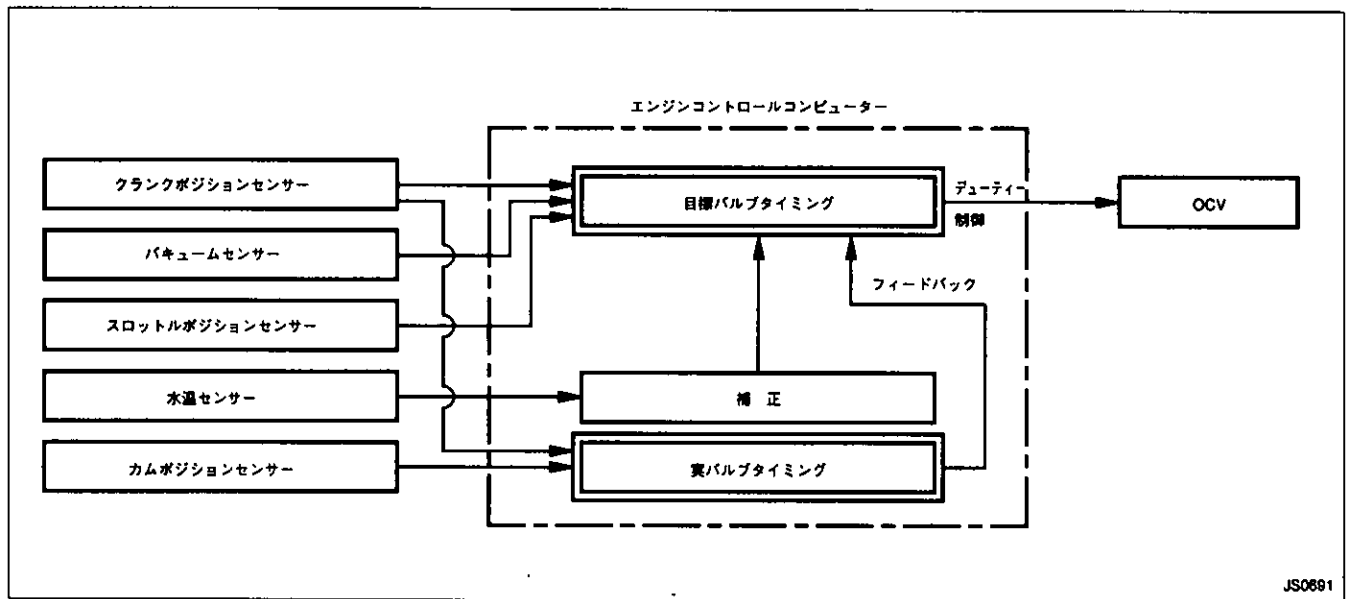 エンジンコントロールコンピューター
クランクポジションセンサー
バキュームセンサー
スロットルポジションセンサー
水温センサー
カムポジションセンサー
目標バルブタイミング
デューティー
制御
OCV
フィードバック
補 正
実バルブタイミング
JS0691